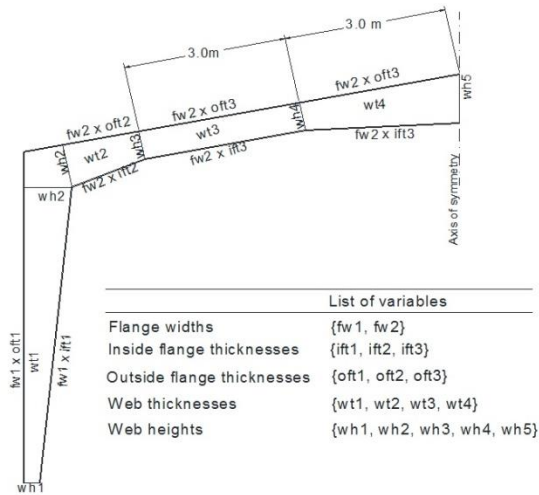 3.0 m
3.0m
fw2 x oft3
fw2 x oft3
fw2 x oft2
wh5
wh4
wt4
wh3
wt3
wh2
wt2
fw2 x ift3
fw2 x ift3
fw2 x ift2
wh2
Axis of symmetry
fw1 x oft1
wt1
fw1 x ift1
wh1
List of variables
Flange widths {fw1, fw2}
Inside flange thicknesses {ift1, ift2, ift3}
Outside flange thicknesses {oft1, oft2, oft3}
Web thicknesses {wt1, wt2, wt3, wt4}
Web heights {wh1, wh2, wh3, wh4, wh5}